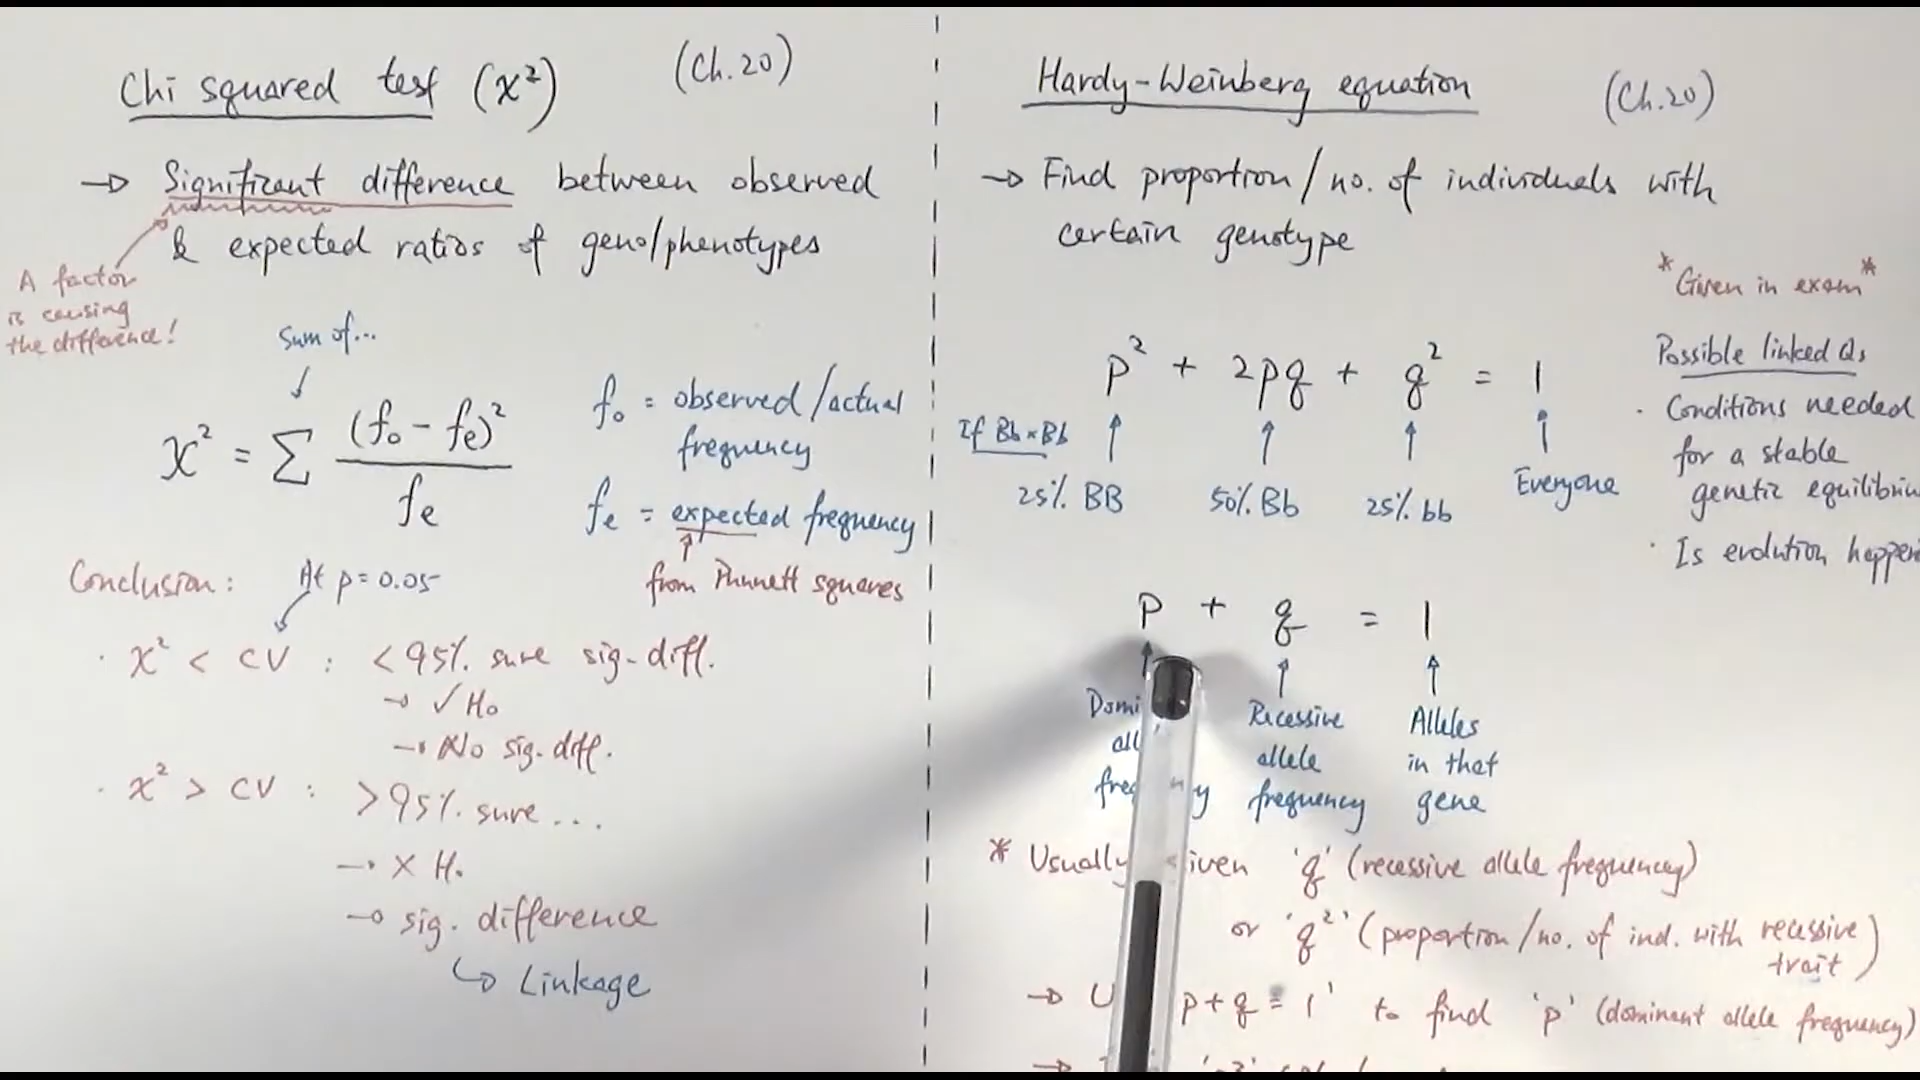 Chi squared test (χ²) (Ch.20)
→ Significant difference between observed
& expected ratios of geno/phenotypes
A factor
is causing
the difference!
Sum of...
χ² = Σ (fo - fe)² / fe
fo = observed/actual
frequency
fe = expected frequency
from Punnett squares
Conclusion: At p = 0.05
· χ² < CV : < 95% sure sig. diff.
→ ✓ Ho
→ No sig. diff.
· χ² > CV : > 95% sure ...
→ X Ho
→ sig. difference
↳ Linkage
Hardy-Weinberg equation (Ch.20)
→ Find proportion/no. of individuals with
certain genotype
*Given in exam*
p² + 2pq + q² = 1
If Bb×Bb
25% BB 50% Bb 25% bb Everyone
Possible linked Qs
· Conditions needed
for a stable
genetic
· Is evolution
p + q = 1
Recessive
allele
frequency
Alleles
in that
gene
* Usually 'q' (recessive allele frequency)
or 'q²' (proportion/no. of ind. with recessive
trait)
→ p+q = 1' to find 'p' (dominant allele frequency)